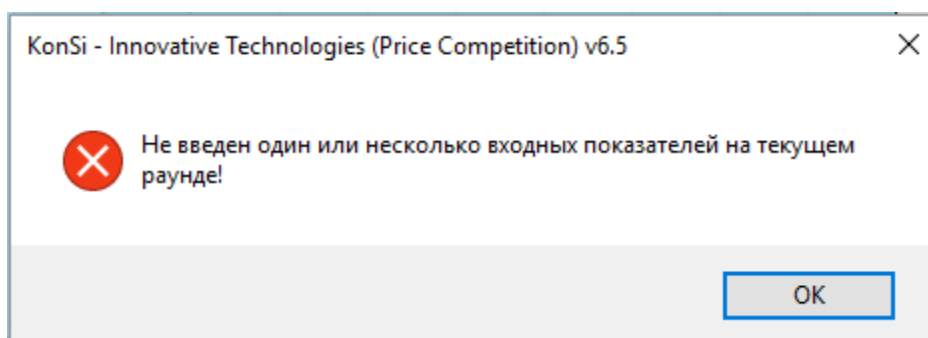 KonSi - Innovative Technologies (Price Competition) v6.5
Не введен один или несколько входных показателей на текущем
раунде!
OK